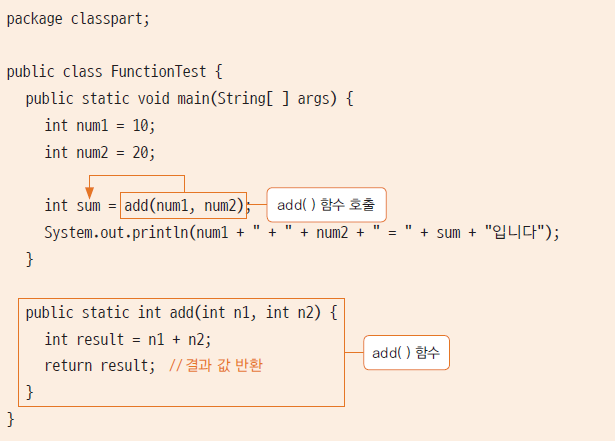 package classpart;
public class FunctionTest {
public static void main(String[ ] args) {
int num1 = 10;
int num2 = 20;
int sum = add(num1, num2);
add( ) 함수 호출
System.out.println(num1 + " + " + num2 + " = " + sum + "입니다");
}
public static int add(int n1, int n2) {
int result = n1 + n2;
return result; //결과 값 반환
}
add( ) 함수
}